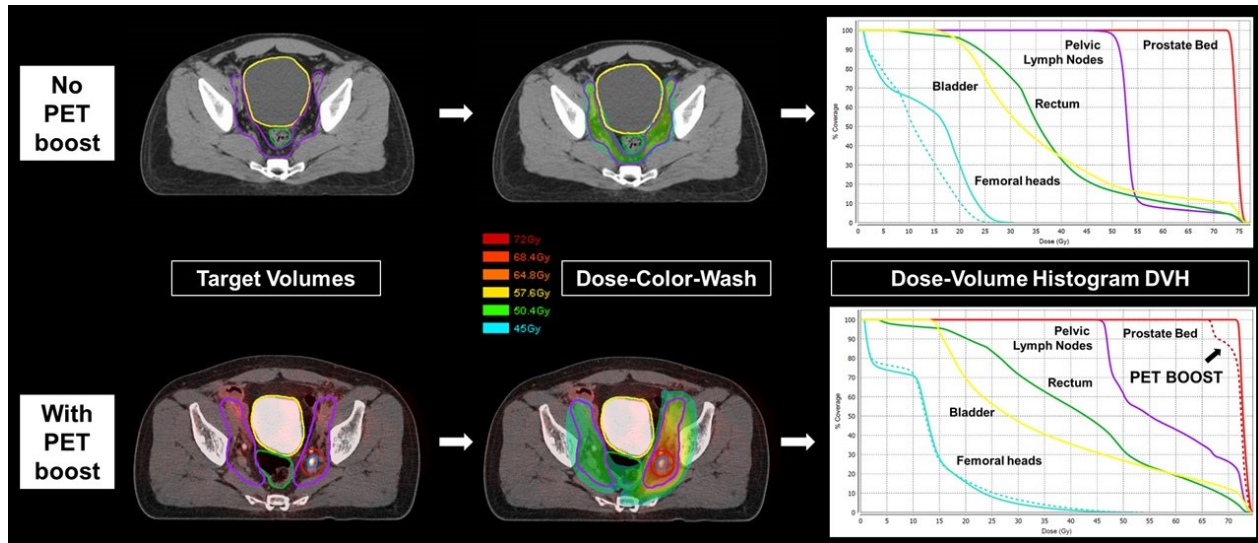 No
PET
boost
% Coverage
100
90
80
70
60
50
40
30
20
10
0
Pelvic
Lymph Nodes
Prostate Bed
Bladder
Rectum
Femoral heads
0 5 10 15 20 25 30 35 40 45 50 55 60 65 70 75
Dose (Gy)
72Gy
68.4Gy
64.8Gy
57.6Gy
50.4Gy
45Gy
Target Volumes
Dose-Color-Wash
Dose-Volume Histogram DVH
With
PET
boost
% Coverage
100
90
80
70
60
50
40
30
20
10
0
Pelvic
Lymph Nodes
Prostate Bed
PET BOOST
Rectum
Bladder
Femoral heads
0 5 10 15 20 25 30 35 40 45 50 55 60 65 70
Dose (Gy)